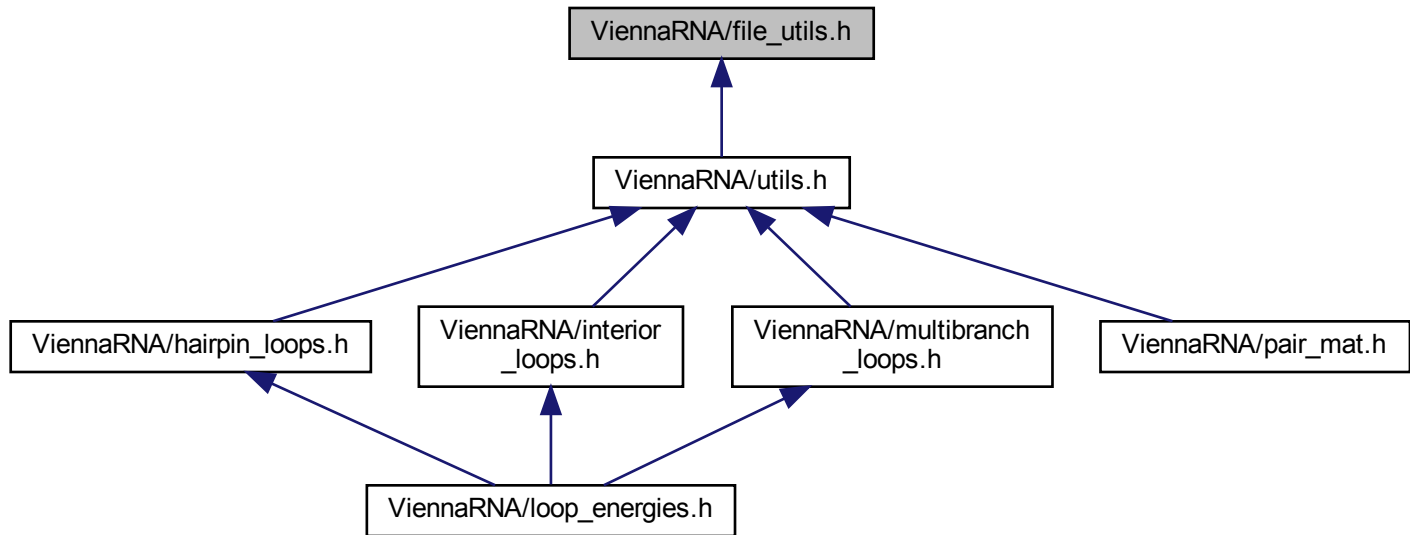 ViennaRNA/file_utils.h
ViennaRNA/utils.h
ViennaRNA/hairpin_loops.h
ViennaRNA/interior
_loops.h
ViennaRNA/multibranch
_loops.h
ViennaRNA/pair_mat.h
ViennaRNA/loop_energies.h